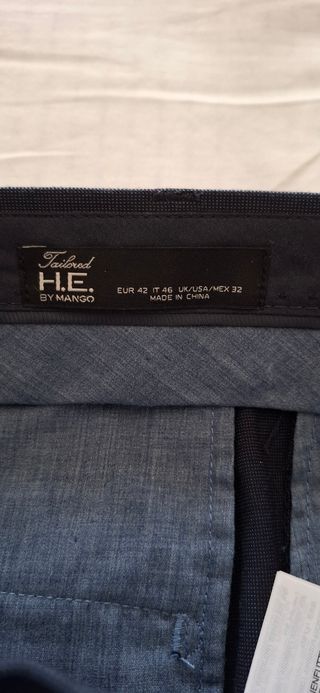 Tailored
H.E.
BY MANGO
EUR 42 IT 46 UK/USA/MEX 32
MADE IN CHINA